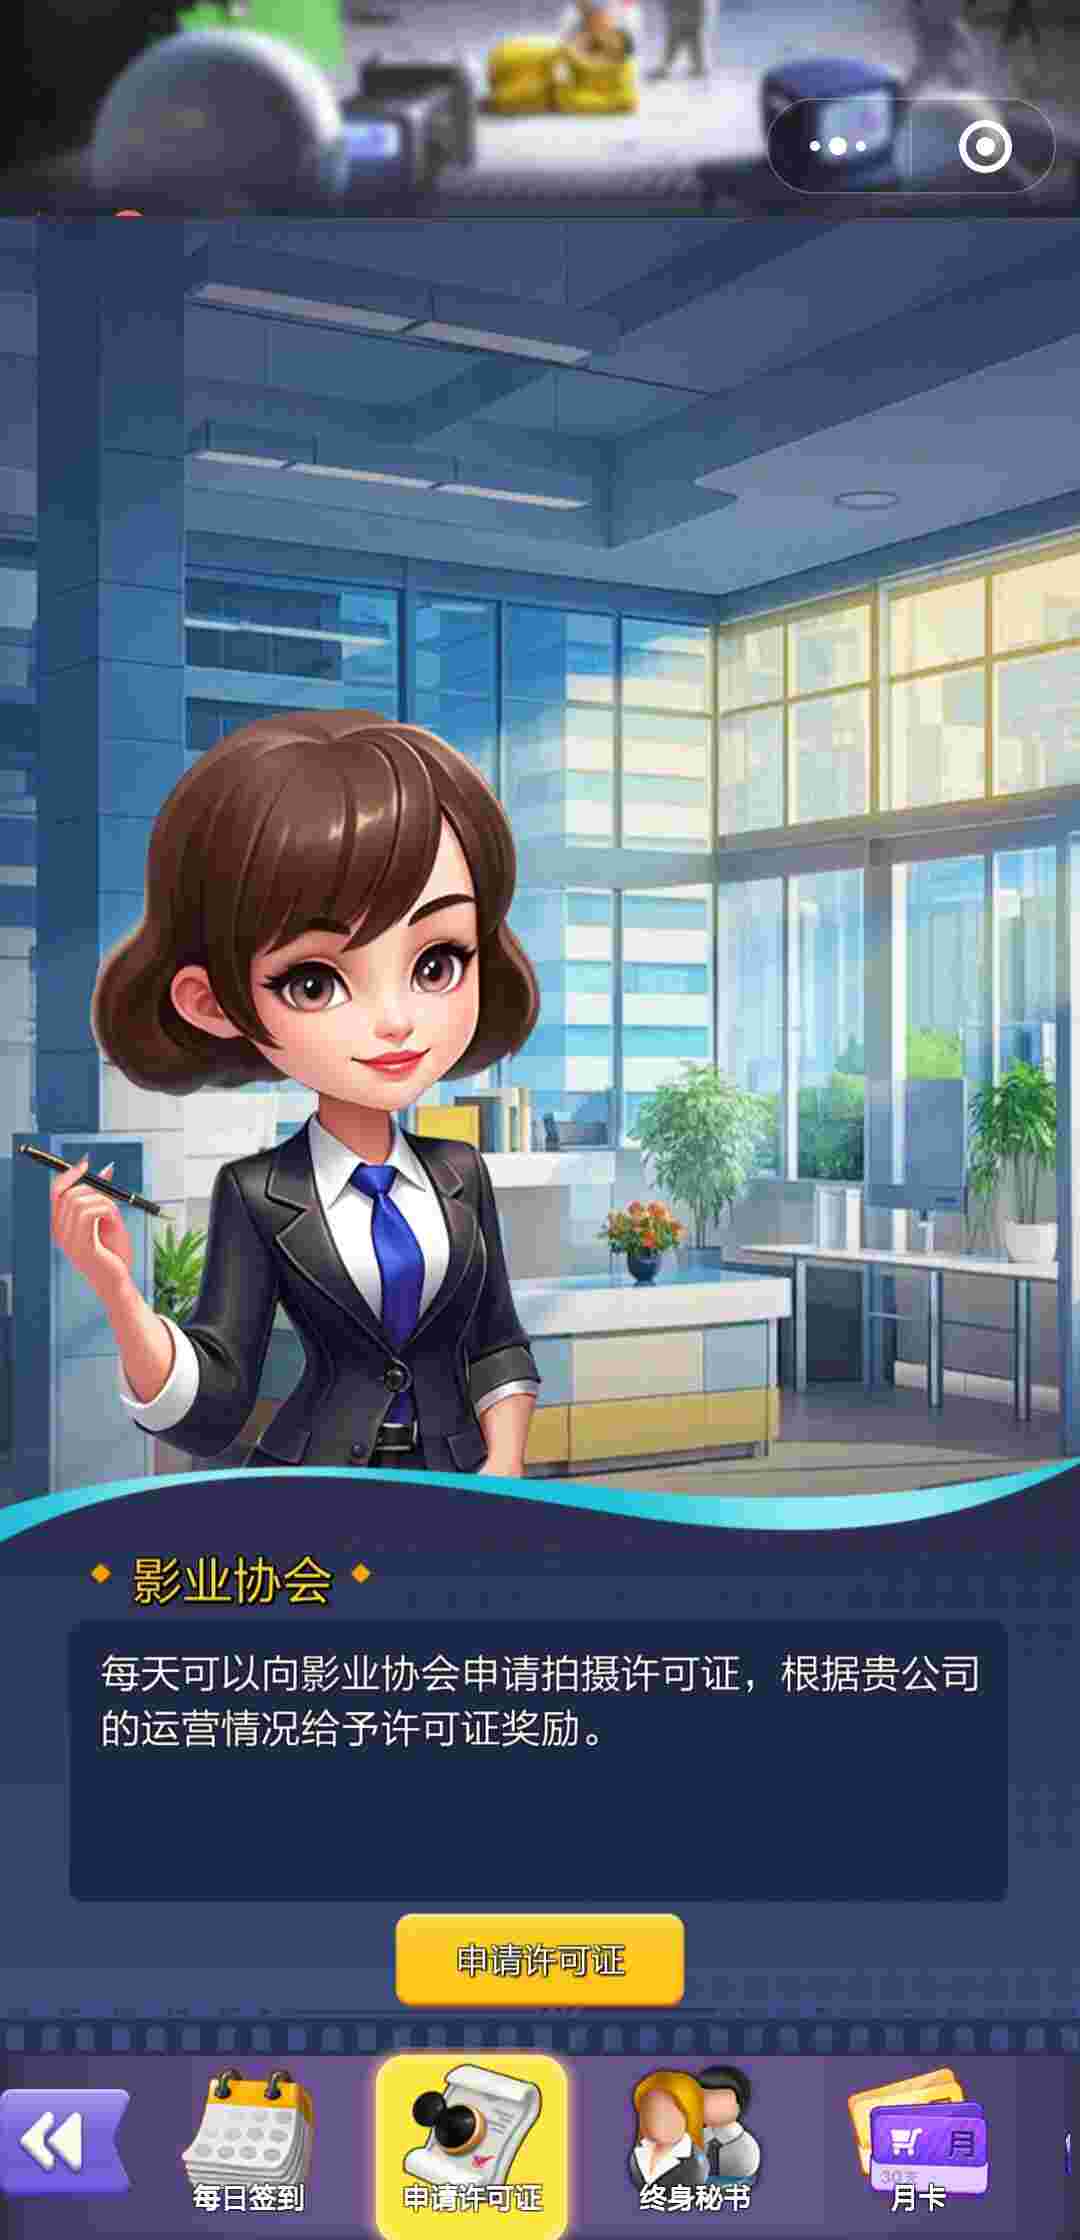 影业协会
每天可以向影业协会申请拍摄许可证，根据贵公司
的运营情况给予许可证奖励。
申请许可证
每日签到
申请许可证
终身秘书
月
30天
月卡